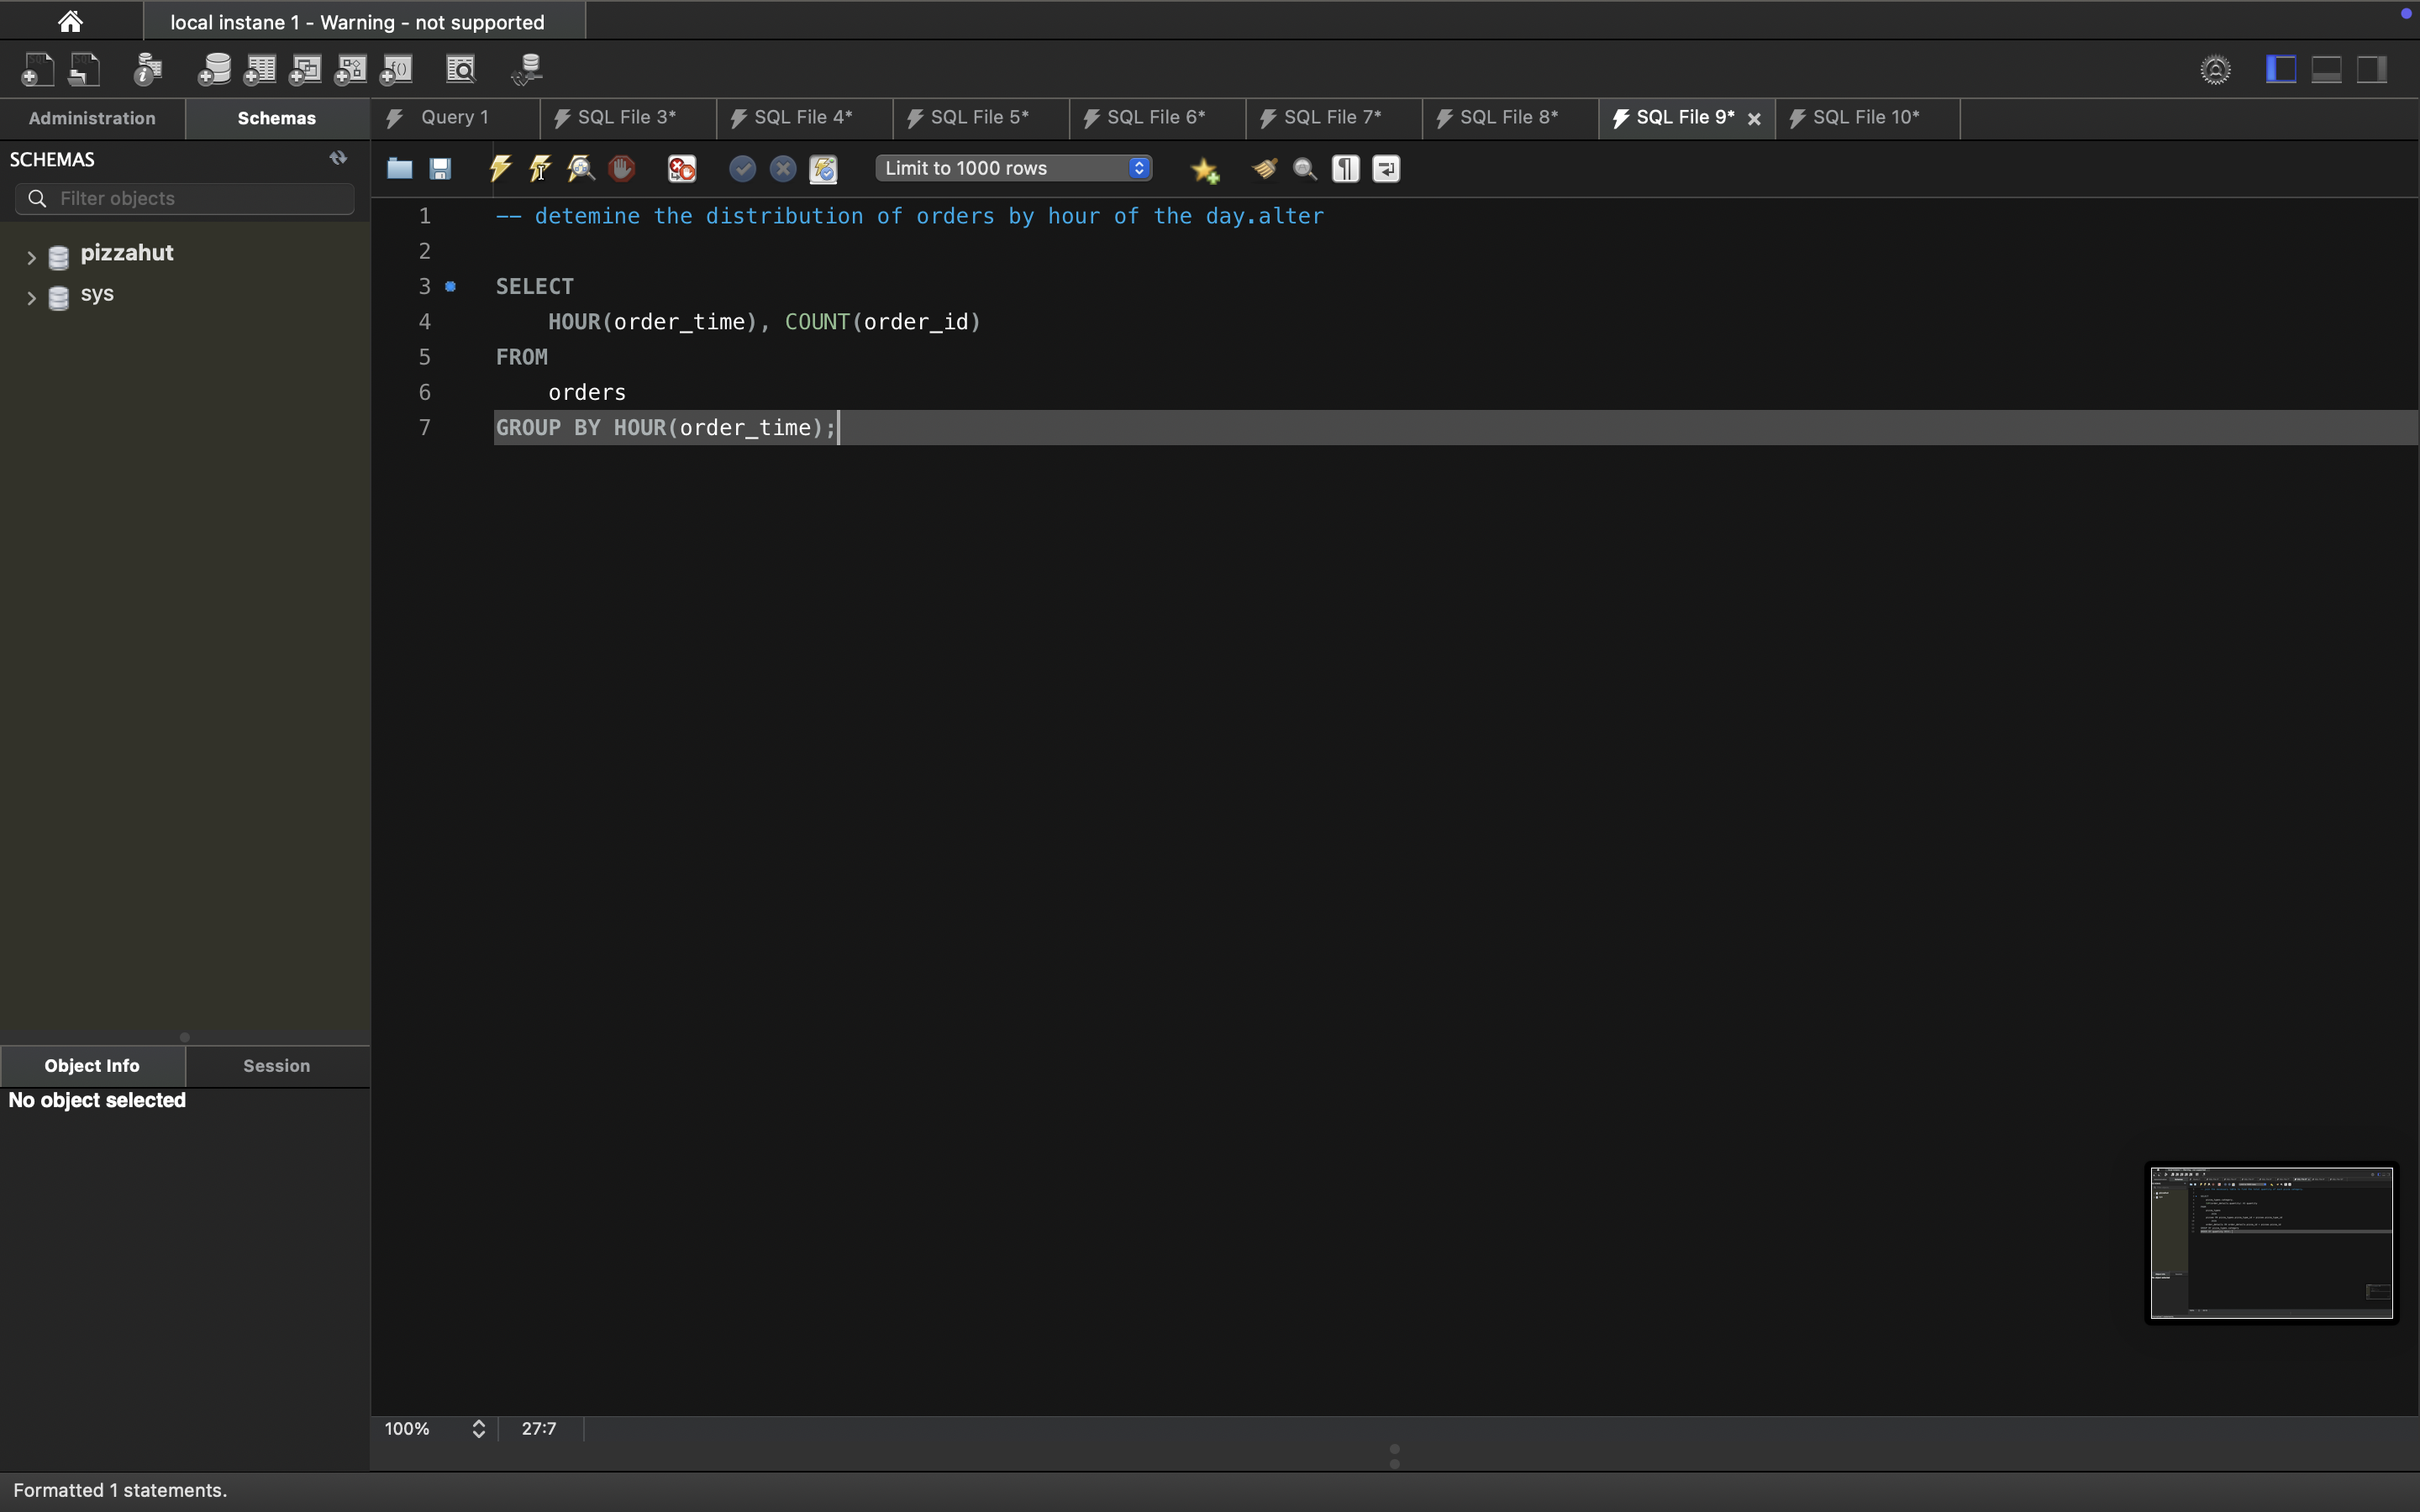 local instane 1 - Warning - not supported
Administration
Schemas
Query 1
SQL File 3*
SQL File 4*
SQL File 5*
SQL File 6*
SQL File 7*
SQL File 8*
SQL File 9*
SQL File 10*
SCHEMAS
Limit to 1000 rows
Filter objects
pizzahut
sys
1 -- detemine the distribution of orders by hour of the day.alter
2
3 SELECT
4 HOUR(order_time), COUNT(order_id)
5 FROM
6 orders
7 GROUP BY HOUR(order_time);
Object Info
Session
No object selected
100%
27:7
Formatted 1 statements.